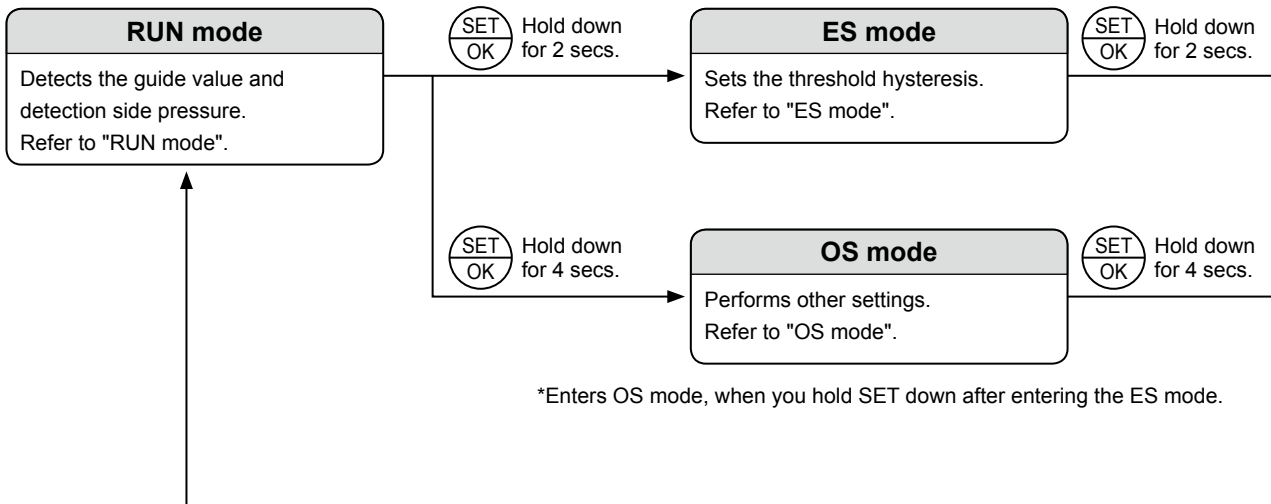 RUN mode
Detects the guide value and
detection side pressure.
Refer to "RUN mode".
SET
OK
Hold down
for 2 secs.
ES mode
Sets the threshold hysteresis.
Refer to "ES mode".
SET
OK
Hold down
for 2 secs.
SET
OK
Hold down
for 4 secs.
OS mode
Performs other settings.
Refer to "OS mode".
SET
OK
Hold down
for 4 secs.
*Enters OS mode, when you hold SET down after entering the ES mode.